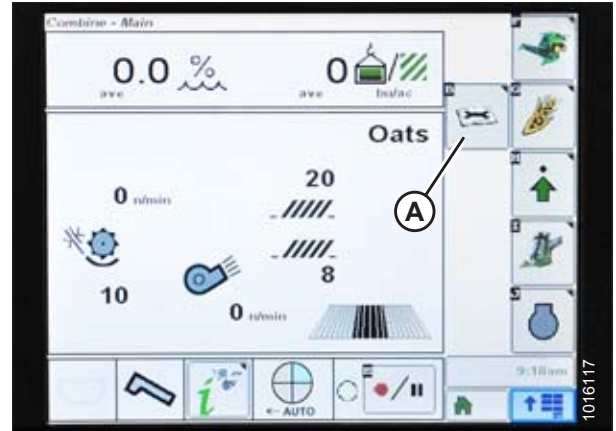 Combine - Main
0.0 %
ave
0 /
ave bu/ac
Oats
0 n/min
20
8
10
0 n/min
A
← AUTO
9:18am
1016117